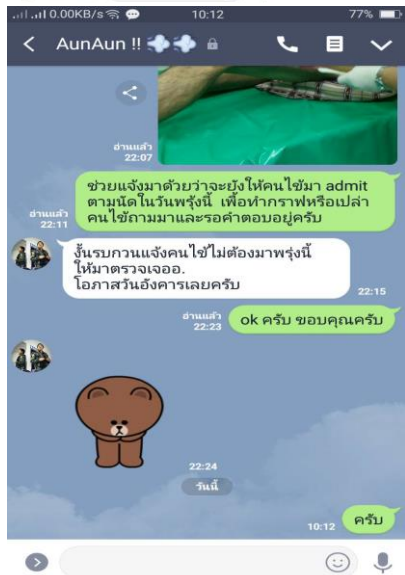 0.00KB/s 10:12 77%
AunAun !!
อ่านแล้ว
22:07
ช่วยแจ้งมาด้วยว่าจะยังให้คนไข้มา admit
ตามนัดในวันพรุ้งนี้ เพื่อทำกราฟหรือเปล่า
คนไข้ถามมาและรอคำตอบอยู่ครับ
อ่านแล้ว
22:11
งั้นรบกวนแจ้งคนไข้ไม่ต้องมาพรุ่งนี้
ให้มาตรวจเจออ.
โอภาสวันอังคารเลยครับ
22:15
อ่านแล้ว
22:23
ok ครับ ขอบคุณครับ
22:24
วันนี้
10:12
ครับ